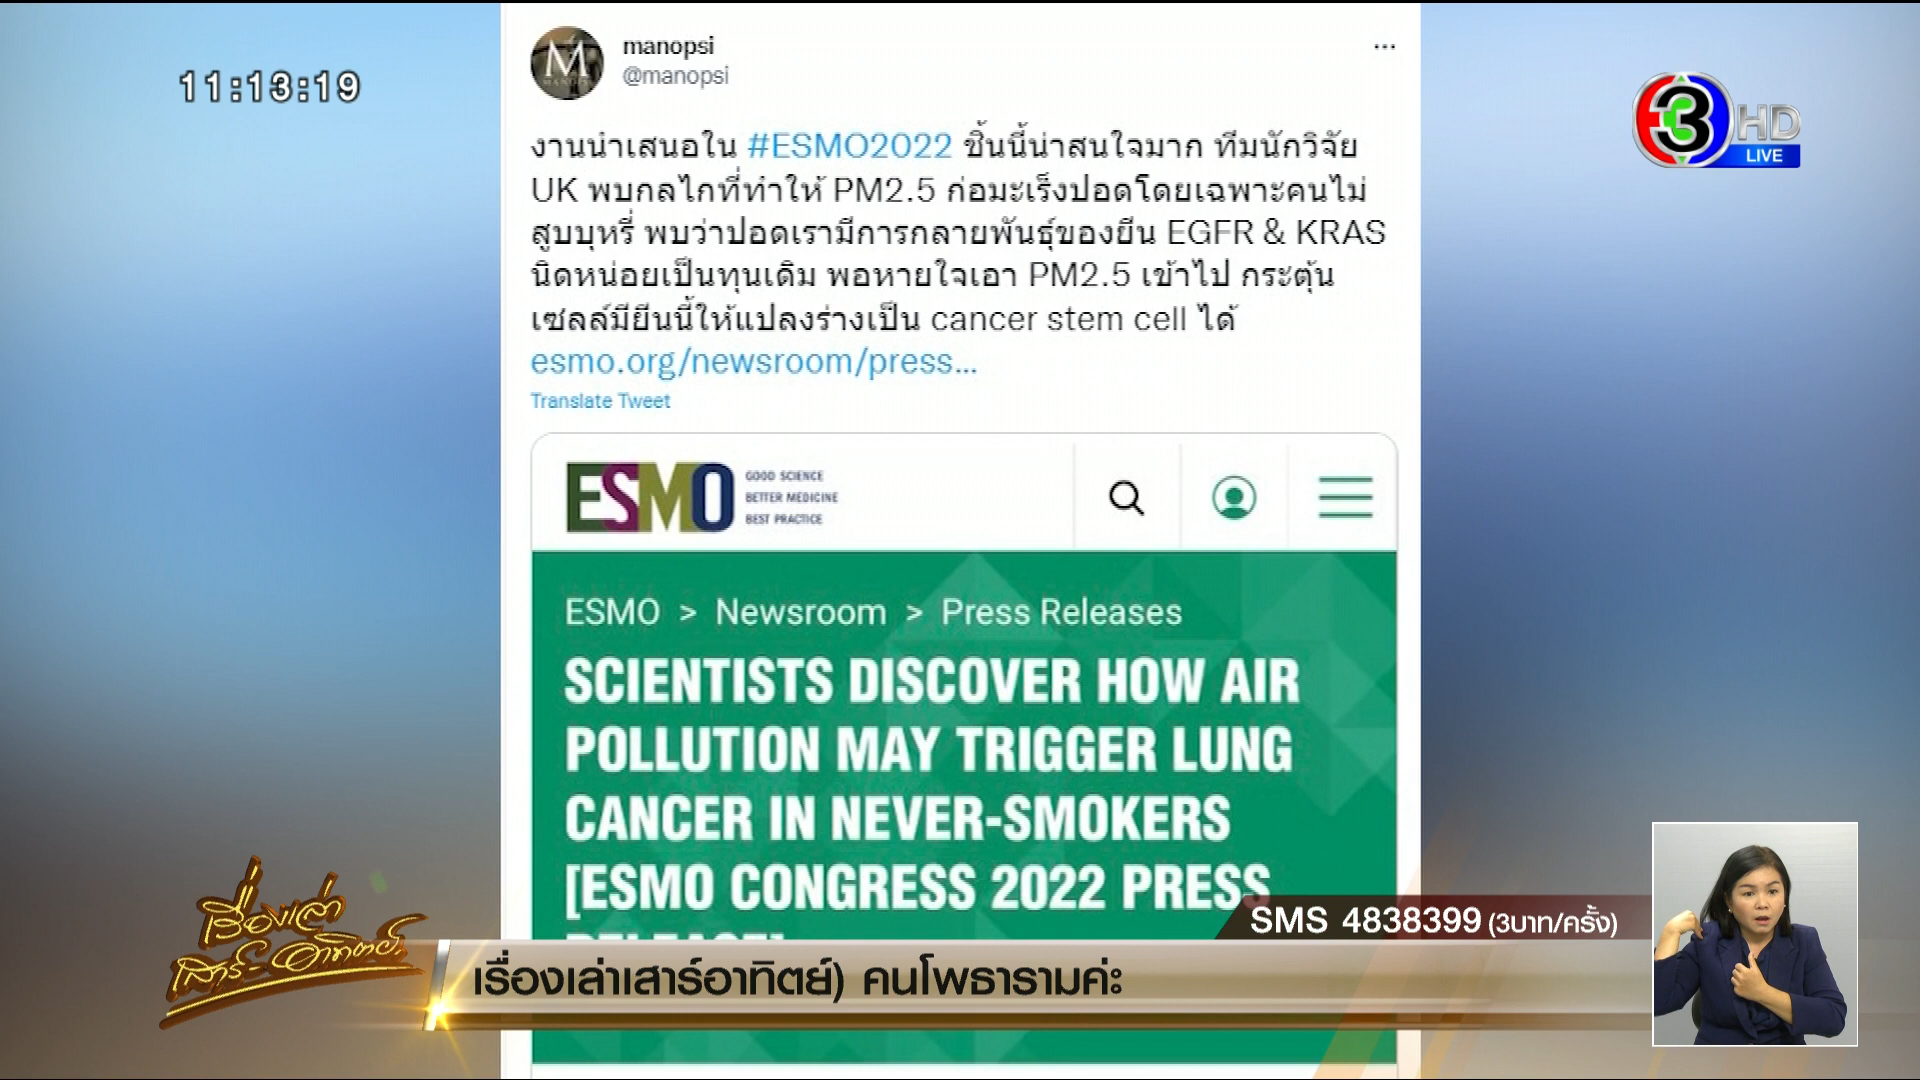 11:13:19
manopsi
@manopsi
งานนำเสนอใน #ESMO2022 ชิ้นนี้น่าสนใจมาก ทีมนักวิจัย
UK พบกลไกที่ทำให้ PM2.5 ก่อมะเร็งปอดโดยเฉพาะคนไม่
สูบบุหรี่ พบว่าปอดเรามีการกลายพันธุ์ของยีน EGFR & KRAS
นิดหน่อยเป็นทุนเดิม พอหายใจเอา PM2.5 เข้าไป กระตุ้น
เซลล์มียีนนี้ให้แปลงร่างเป็น cancer stem cell ได้
esmo.org/newsroom/press...
Translate Tweet
3 HD
LIVE
ESMO
GOOD SCIENCE
BETTER MEDICINE
BEST PRACTICE
ESMO > Newsroom > Press Releases
SCIENTISTS DISCOVER HOW AIR
POLLUTION MAY TRIGGER LUNG
CANCER IN NEVER-SMOKERS
[ESMO CONGRESS 2022 PRESS
RELEASE]
SMS 4838399 (3บาท/ครั้ง)
เรื่องเล่า
เสาร์-อาทิตย์
เรื่องเล่าเสาร์อาทิตย์) คนโพธารามค่ะ